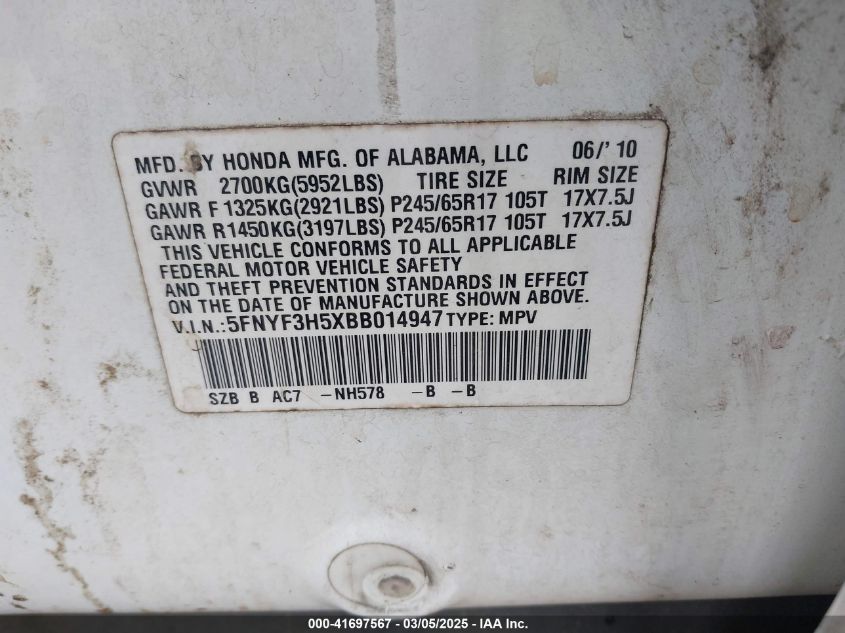 MFD. BY HONDA MFG. OF ALABAMA, LLC 06/'10
GVWR 2700KG(5952LBS) TIRE SIZE RIM SIZE
GAWR F 1325KG(2921LBS) P245/65R17 105T 17X7.5J
GAWR R1450KG(3197LBS) P245/65R17 105T 17X7.5J
THIS VEHICLE CONFORMS TO ALL APPLICABLE
FEDERAL MOTOR VEHICLE SAFETY
AND THEFT PREVENTION STANDARDS IN EFFECT
ON THE DATE OF MANUFACTURE SHOWN ABOVE.
V.I.N.:5FNYF3H5XBB014947 TYPE: MPV
SZB B AC7 -NH578 -B -B
000-41697567 — 03/05/2025 — IAA Inc.